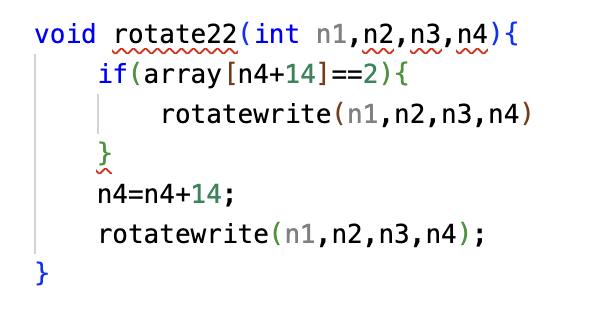 void rotate22(int n1,n2,n3,n4){
if(array[n4+14]==2){
rotatewrite(n1,n2,n3,n4)
}
n4=n4+14;
rotatewrite(n1,n2,n3,n4);
}